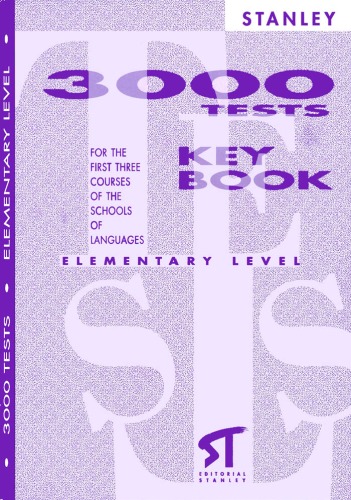 STANLEY
3000
TESTS
KEY
BOOK
FOR THE
FIRST THREE
COURSES
OF THE
SCHOOLS
OF
LANGUAGES
ELEMENTARY LEVEL
TESTS
ST
EDITORIAL
STANLEY
3000 TESTS • ELEMENTARY LEVEL •